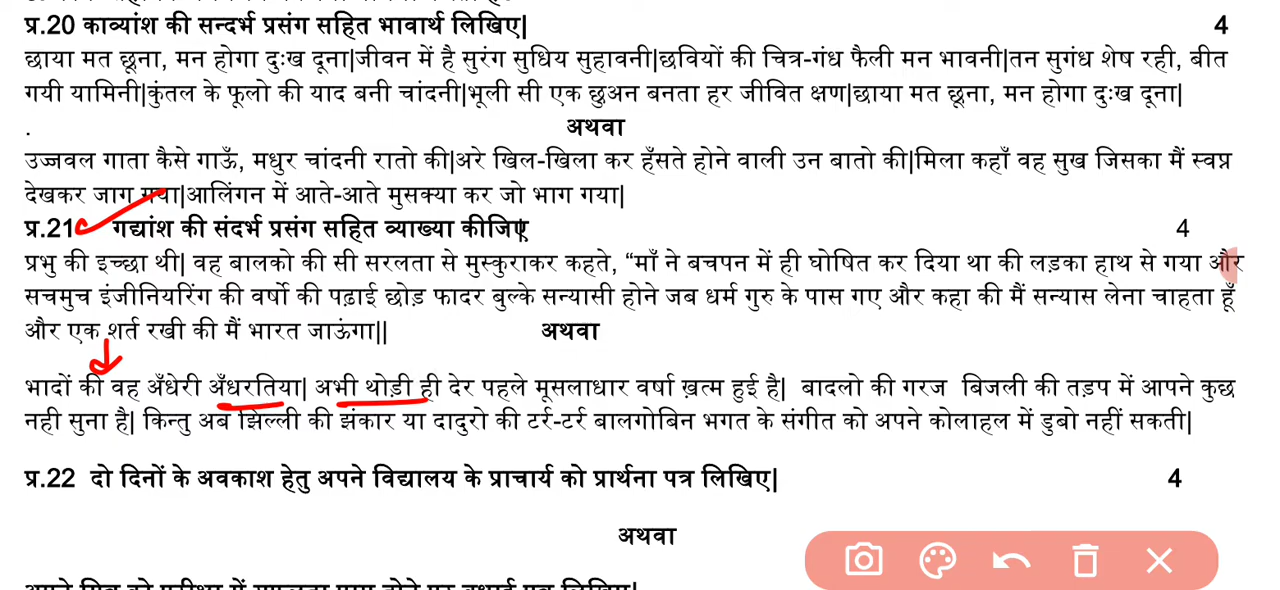 प्र.20 काव्यांश की सन्दर्भ प्रसंग सहित भावार्थ लिखिए| 4
छाया मत छूना, मन होगा दुःख दूना|जीवन में है सुरंग सुधिय सुहावनी|छवियों की चित्र-गंध फैली मन भावनी|तन सुगंध शेष रही, बीत
गयी यामिनी|कुंतल के फूलो की याद बनी चांदनी|भूली सी एक छुअन बनता हर जीवित क्षण|छाया मत छूना, मन होगा दुःख दूना|
.
अथवा
उज्जवल गाता कैसे गाऊँ, मधुर चांदनी रातो की|अरे खिल-खिला कर हँसते होने वाली उन बातो की|मिला कहाँ वह सुख जिसका मैं स्वप्न
देखकर जाग गया|आलिंगन में आते-आते मुसक्या कर जो भाग गया|
प्र.21 गद्यांश की संदर्भ प्रसंग सहित व्याख्या कीजिए| 4
प्रभु की इच्छा थी| वह बालको की सी सरलता से मुस्कुराकर कहते, “माँ ने बचपन में ही घोषित कर दिया था की लड़का हाथ से गया और
सचमुच इंजीनियरिंग की वर्षो की पढ़ाई छोड़ फादर बुल्के सन्यासी होने जब धर्म गुरु के पास गए और कहा की मैं सन्यास लेना चाहता हूँ
और एक शर्त रखी की मैं भारत जाऊंगा|| अथवा
भादों की वह अँधेरी अँधरतिया| अभी थोड़ी ही देर पहले मूसलाधार वर्षा ख़त्म हुई है| बादलो की गरज बिजली की तड़प में आपने कुछ
नही सुना है| किन्तु अब झिल्ली की झंकार या दादुरो की टर्र-टर्र बालगोबिन भगत के संगीत को अपने कोलाहल में डुबो नहीं सकती|
प्र.22 दो दिनों के अवकाश हेतु अपने विद्यालय के प्राचार्य को प्रार्थना पत्र लिखिए| 4
अथवा